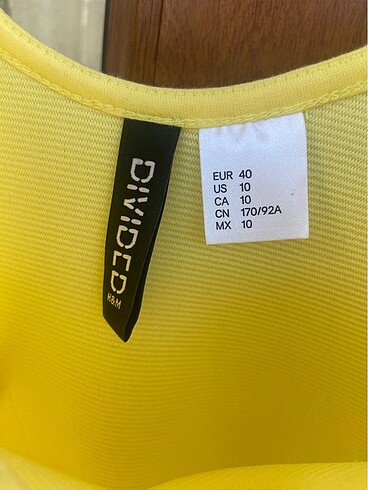 DIVIDED
H&M
EUR 40
US 10
CA 10
CN 170/92A
MX 10